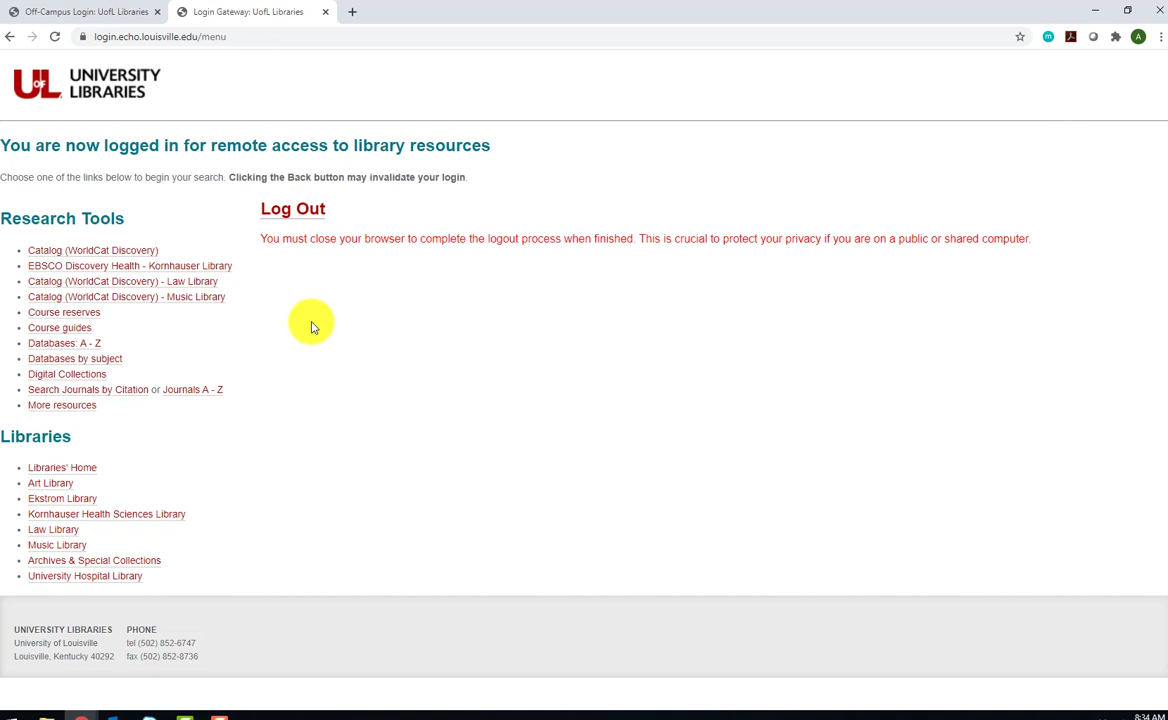 Off-Campus Login: UofL Libraries
Login Gateway: UofL Libraries
login.echo.louisville.edu/menu
A
UofL UNIVERSITY LIBRARIES
You are now logged in for remote access to library resources
Choose one of the links below to begin your search. Clicking the Back button may invalidate your login.
Research Tools
Catalog (WorldCat Discovery)
EBSCO Discovery Health - Kornhauser Library
Catalog (WorldCat Discovery) - Law Library
Catalog (WorldCat Discovery) - Music Library
Course reserves
Course guides
Databases: A - Z
Databases by subject
Digital Collections
Search Journals by Citation or Journals A - Z
More resources
Log Out
You must close your browser to complete the logout process when finished. This is crucial to protect your privacy if you are on a public or shared computer.
Libraries
Libraries' Home
Art Library
Ekstrom Library
Kornhauser Health Sciences Library
Law Library
Music Library
Archives & Special Collections
University Hospital Library
UNIVERSITY LIBRARIES
University of Louisville
Louisville, Kentucky 40292
PHONE
tel (502) 852-6747
fax (502) 852-8736
8:34 AM